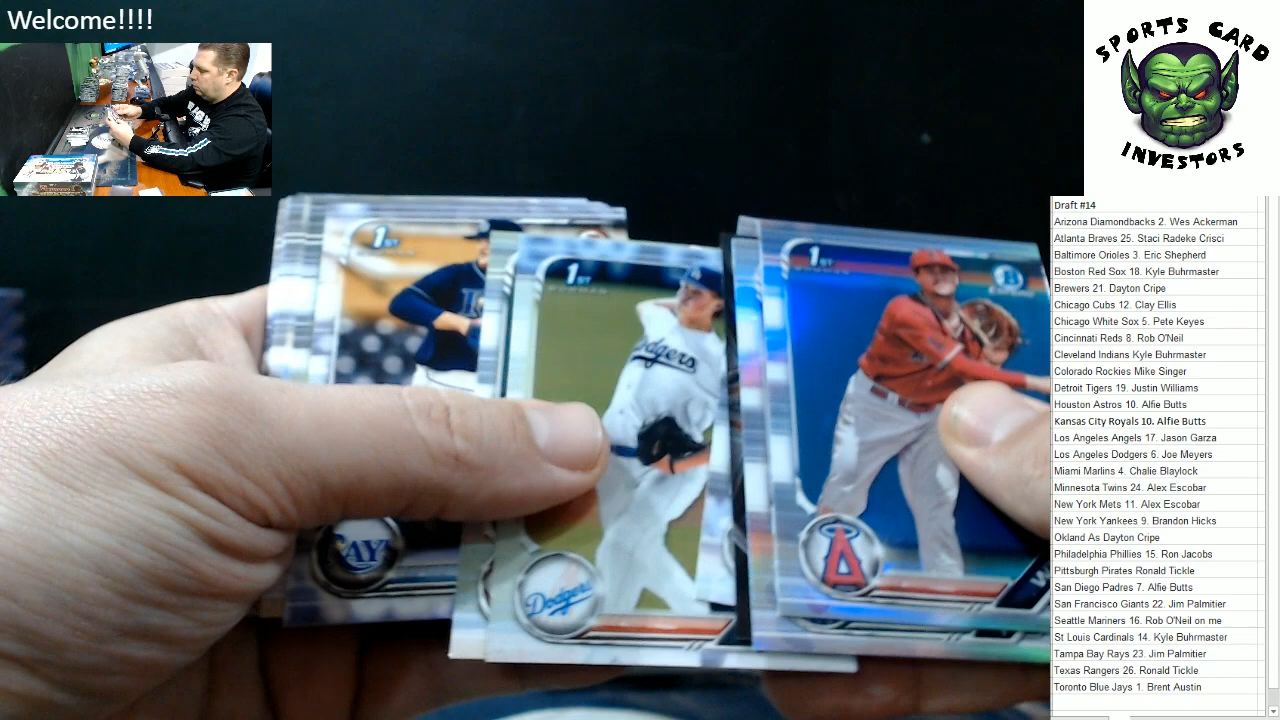 Welcome!!!!
SPORTS CARD
INVESTORS
Draft #14
Arizona Diamondbacks 2. Wes Ackerman
Atlanta Braves 25. Staci Radeke Crisci
Baltimore Orioles 3. Eric Shepherd
Boston Red Sox 18. Kyle Buhrmaster
Brewers 21. Dayton Cripe
Chicago Cubs 12. Clay Ellis
Chicago White Sox 5. Pete Keyes
Cincinnati Reds 8. Rob O'Neil
Cleveland Indians Kyle Buhrmaster
Colorado Rockies Mike Singer
Detroit Tigers 19. Justin Williams
Houston Astros 10. Alfie Butts
Kansas City Royals 10. Alfie Butts
Los Angeles Angels 17. Jason Garza
Los Angeles Dodgers 6. Joe Meyers
Miami Marlins 4. Chalie Blaylock
Minnesota Twins 24. Alex Escobar
New York Mets 11. Alex Escobar
New York Yankees 9. Brandon Hicks
Okland As Dayton Cripe
Philadelphia Phillies 15. Ron Jacobs
Pittsburgh Pirates Ronald Tickle
San Diego Padres 7. Alfie Butts
San Francisco Giants 22. Jim Palmitier
Seattle Mariners 16. Rob O'Neil on me
St Louis Cardinals 14. Kyle Buhrmaster
Tampa Bay Rays 23. Jim Palmitier
Texas Rangers 26. Ronald Tickle
Toronto Blue Jays 1. Brent Austin
1ST
1ST
BOWMAN
1ST
Dodgers
RAYS
Dodgers
A